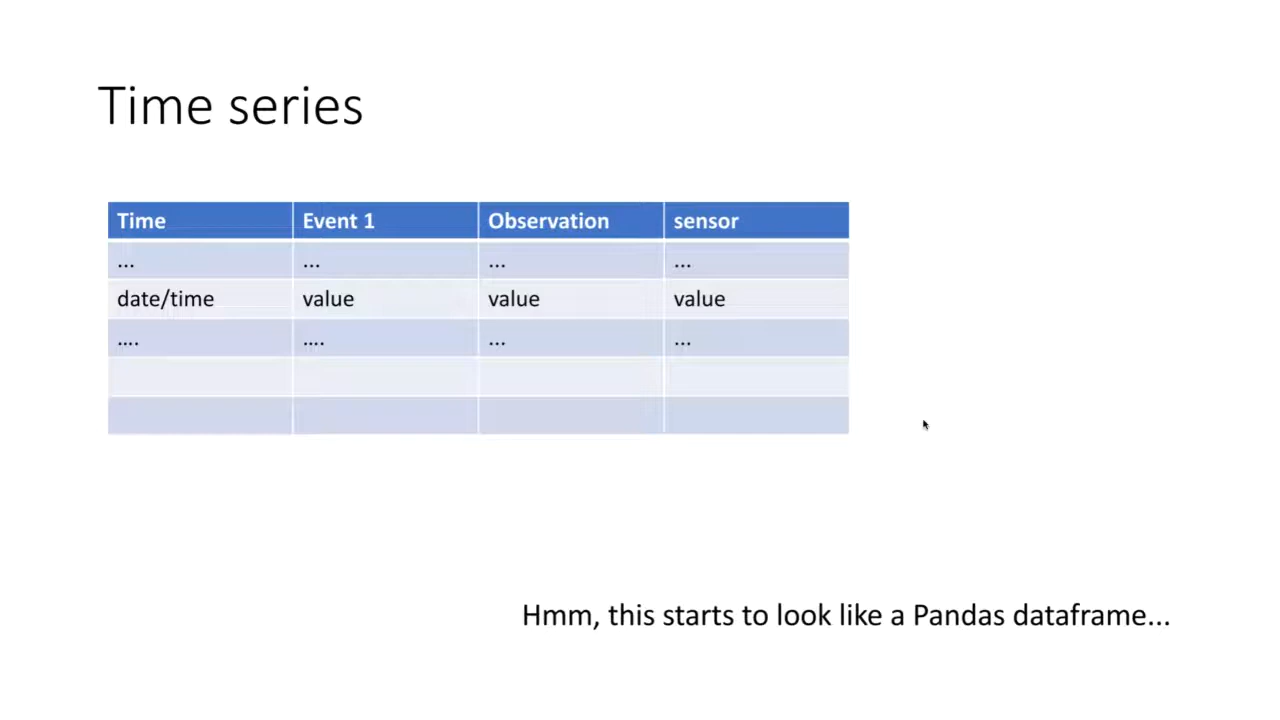 Time series
Time Event 1 Observation sensor
... ... ... ...
date/time value value value
.... .... ... ...
Hmm, this starts to look like a Pandas dataframe...